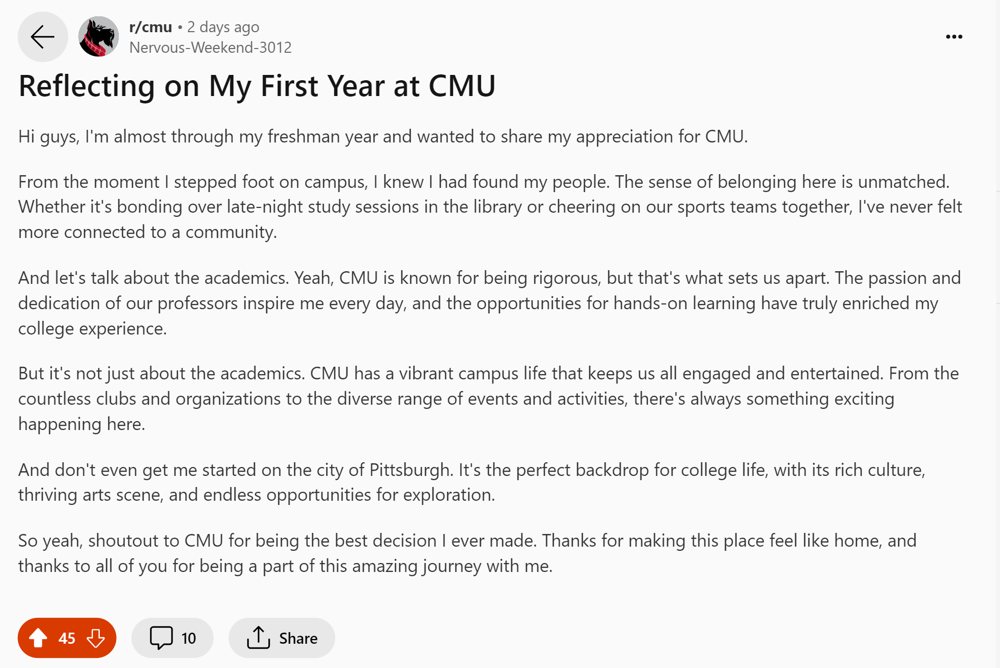 r/cmu • 2 days ago
Nervous-Weekend-3012
Reflecting on My First Year at CMU
Hi guys, I'm almost through my freshman year and wanted to share my appreciation for CMU.
From the moment I stepped foot on campus, I knew I had found my people. The sense of belonging here is unmatched.
Whether it's bonding over late-night study sessions in the library or cheering on our sports teams together, I've never felt
more connected to a community.
And let's talk about the academics. Yeah, CMU is known for being rigorous, but that's what sets us apart. The passion and
dedication of our professors inspire me every day, and the opportunities for hands-on learning have truly enriched my
college experience.
But it's not just about the academics. CMU has a vibrant campus life that keeps us all engaged and entertained. From the
countless clubs and organizations to the diverse range of events and activities, there's always something exciting
happening here.
And don't even get me started on the city of Pittsburgh. It's the perfect backdrop for college life, with its rich culture,
thriving arts scene, and endless opportunities for exploration.
So yeah, shoutout to CMU for being the best decision I ever made. Thanks for making this place feel like home, and
thanks to all of you for being a part of this amazing journey with me.
45 10 Share